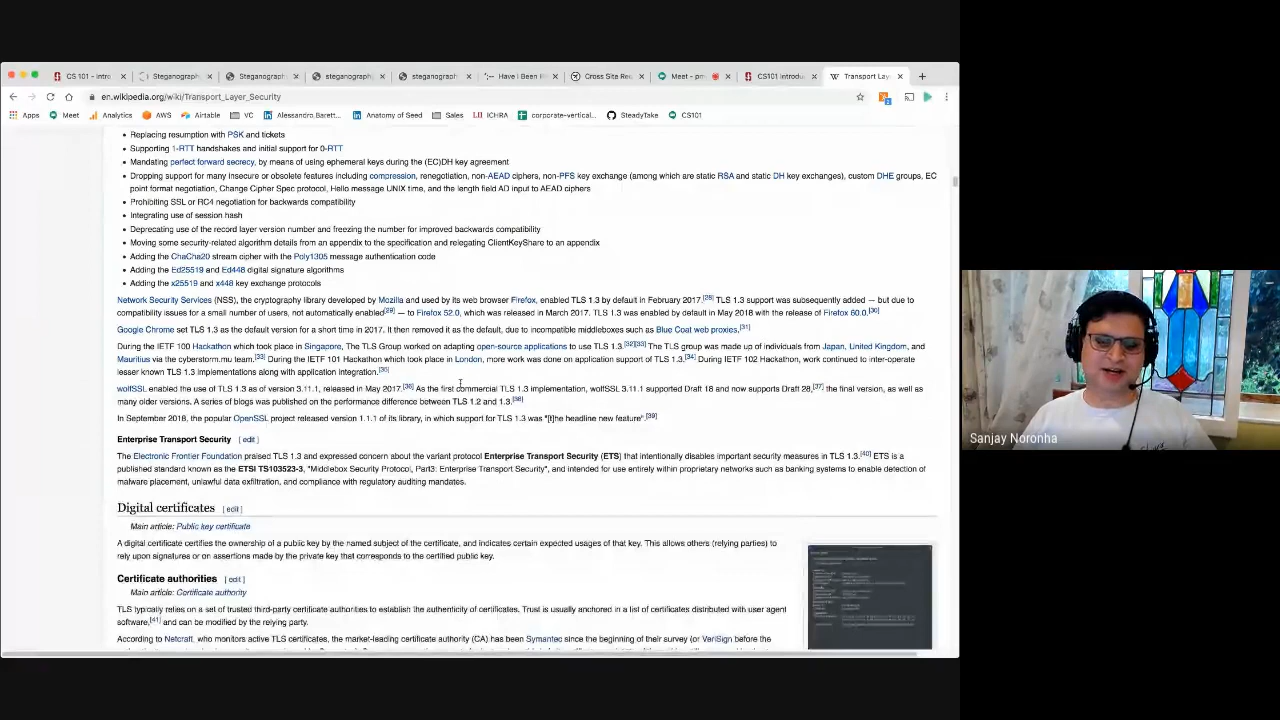 CS 101 - Intro
Steganograph
Steganograph
steganograph
steganograph
Have I Been
Cross Site Req
Meet - pm
CS101 Introdu
Transport Lay
en.wikipedia.org/wiki/Transport_Layer_Security
Apps Meet Analytics AWS Airtable VC Alessandro.Barett... Anatomy of Seed Sales ICHRA corporate-vertical... SteadyTake CS101
• Replacing resumption with PSK and tickets
• Supporting 1-RTT handshakes and initial support for 0-RTT
• Mandating perfect forward secrecy, by means of using ephemeral keys during the (EC)DH key agreement
• Dropping support for many insecure or obsolete features including compression, renegotiation, non-AEAD ciphers, non-PFS key exchange (among which are static RSA and static DH key exchanges), custom DHE groups, EC
point format negotiation, Change Cipher Spec protocol, Hello message UNIX time, and the length field AD input to AEAD ciphers
• Prohibiting SSL or RC4 negotiation for backwards compatibility
• Integrating use of session hash
• Deprecating use of the record layer version number and freezing the number for improved backwards compatibility
• Moving some security-related algorithm details from an appendix to the specification and relegating ClientKeyShare to an appendix
• Adding the ChaCha20 stream cipher with the Poly1305 message authentication code
• Adding the Ed25519 and Ed448 digital signature algorithms
• Adding the x25519 and x448 key exchange protocols
Network Security Services (NSS), the cryptography library developed by Mozilla and used by its web browser Firefox, enabled TLS 1.3 by default in February 2017.[28] TLS 1.3 support was subsequently added — but due to
compatibility issues for a small number of users, not automatically enabled[29] — to Firefox 52.0, which was released in March 2017. TLS 1.3 was enabled by default in May 2018 with the release of Firefox 60.0.[30]
Google Chrome set TLS 1.3 as the default version for a short time in 2017. It then removed it as the default, due to incompatible middleboxes such as Blue Coat web proxies.[31]
During the IETF 100 Hackathon which took place in Singapore, The TLS Group worked on adapting open-source applications to use TLS 1.3.[32][33] The TLS group was made up of individuals from Japan, United Kingdom, and
Mauritius via the cyberstorm.mu team.[33] During the IETF 101 Hackathon which took place in London, more work was done on application support of TLS 1.3.[34] During IETF 102 Hackathon, work continued to inter-operate
lesser known TLS 1.3 implementations along with application integration.[35]
wolfSSL enabled the use of TLS 1.3 as of version 3.11.1, released in May 2017.[36] As the first commercial TLS 1.3 implementation, wolfSSL 3.11.1 supported Draft 18 and now supports Draft 28,[37] the final version, as well as
many older versions. A series of blogs was published on the performance difference between TLS 1.2 and 1.3.[38]
In September 2018, the popular OpenSSL project released version 1.1.1 of its library, in which support for TLS 1.3 was "[t]he headline new feature".[39]
Enterprise Transport Security [ edit ]
The Electronic Frontier Foundation praised TLS 1.3 and expressed concern about the variant protocol Enterprise Transport Security (ETS) that intentionally disables important security measures in TLS 1.3.[40] ETS is a
published standard known as the ETSI TS103523-3, "Middlebox Security Protocol, Part3: Enterprise Transport Security", and intended for use entirely within proprietary networks such as banking systems to enable detection of
malware placement, unlawful data exfiltration, and compliance with regulatory auditing mandates.
Digital certificates [ edit ]
Main article: Public key certificate
A digital certificate certifies the ownership of a public key by the named subject of the certificate, and indicates certain expected usages of that key. This allows others (relying parties) to
rely upon signatures or on assertions made by the private key that corresponds to the certified public key.
Certificate authorities [ edit ]
Main article: Certificate authority
TLS typically relies on a set of trusted third-party certificate authorities to establish the authenticity of certificates. Trust is usually anchored in a list of certificates distributed with user agent
software,[41] and can be modified by the relying party.
According to Netcraft, who monitors active TLS certificates, the market-leading certificate authority (CA) has been Symantec since the beginning of their survey (or VeriSign before the
Sanjay Noronha